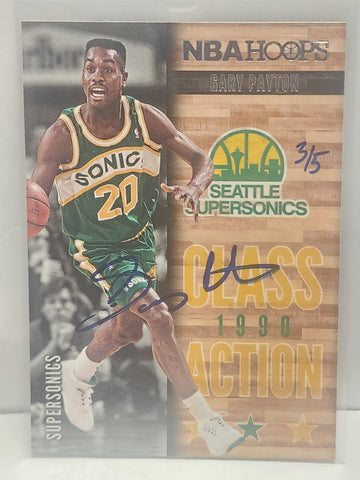 NBA HOOPS
GARY PAYTON
3/5
SONICS
20
SEATTLE
SUPERSONICS
CLASS
1990
ACTION
SUPERSONICS